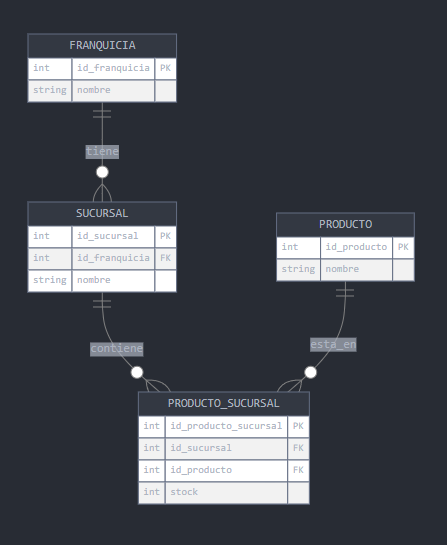 FRANQUICIA
int id_franquicia PK
string nombre
tiene
SUCURSAL
int id_sucursal PK
int id_franquicia FK
string nombre
PRODUCTO
int id_producto PK
string nombre
contiene
esta_en
PRODUCTO_SUCURSAL
int id_producto_sucursal PK
int id_sucursal FK
int id_producto FK
int stock